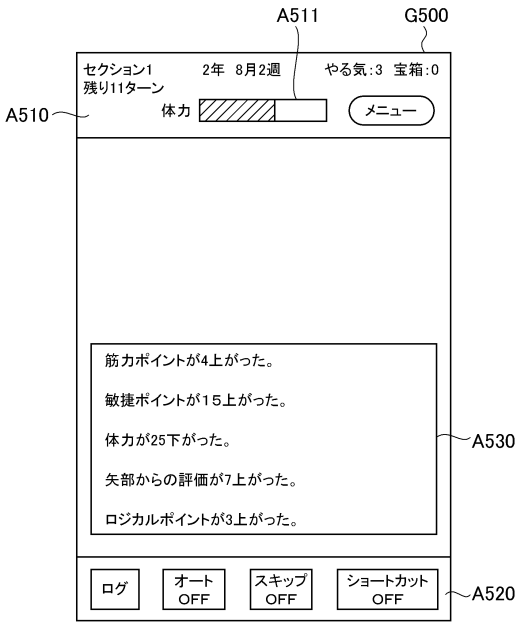 A511
G500
セクション1 2年 8月2週 やる気:3 宝箱:0
残り11ターン
A510
体力 メニュー
筋力ポイントが4上がった。
敏捷ポイントが15上がった。
体力が25下がった。
A530
矢部からの評価が7上がった。
ロジカルポイントが3上がった。
ログ オート スキップ ショートカット
OFF OFF OFF
A520